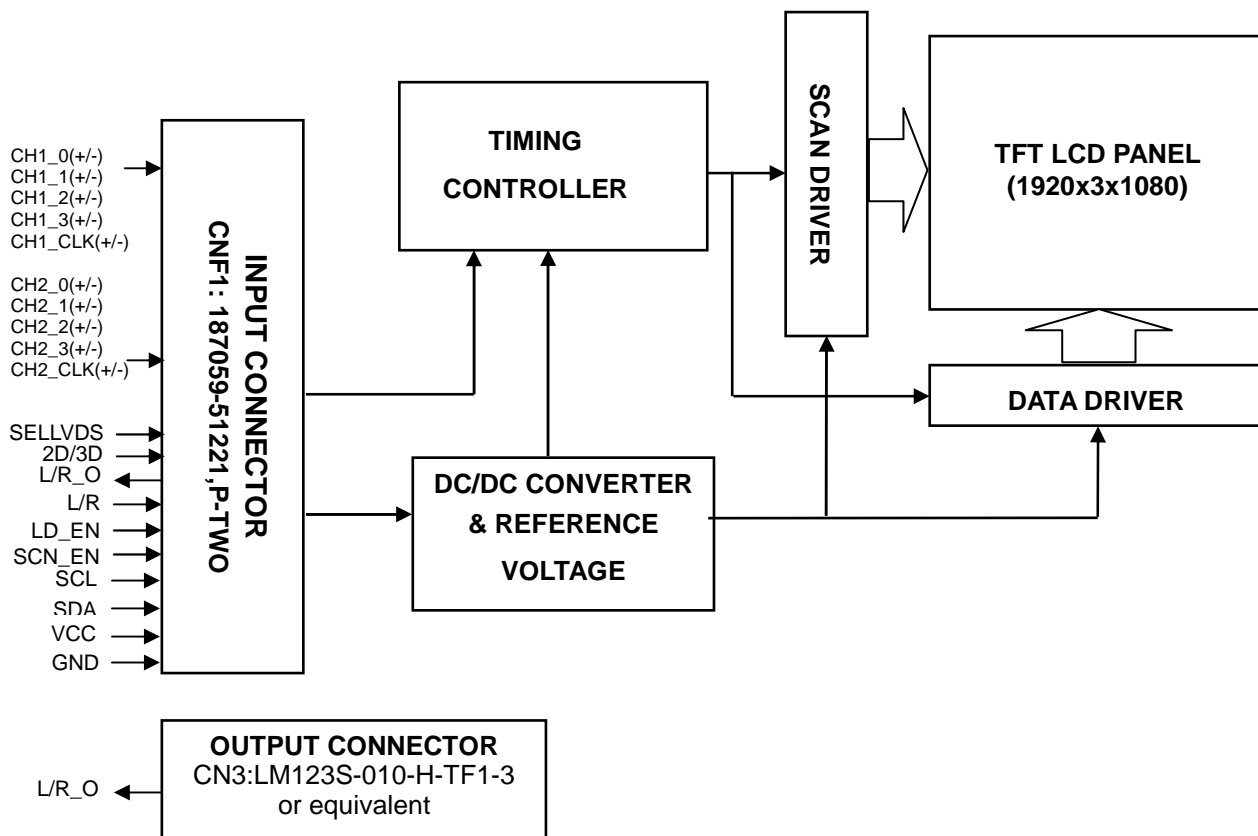 CH1_0(+/-)
CH1_1(+/-)
CH1_2(+/-)
CH1_3(+/-)
CH1_CLK(+/-)
CH2_0(+/-)
CH2_1(+/-)
CH2_2(+/-)
CH2_3(+/-)
CH2_CLK(+/-)
SELLVDS
2D/3D
L/R_O
L/R
LD_EN
SCN_EN
SCL
SDA
VCC
GND
INPUT CONNECTOR
CNF1: 187059-51221,P-TWO
TIMING
CONTROLLER
DC/DC CONVERTER
& REFERENCE
VOLTAGE
SCAN DRIVER
TFT LCD PANEL
(1920x3x1080)
DATA DRIVER
L/R_O
OUTPUT CONNECTOR
CN3:LM123S-010-H-TF1-3
or equivalent